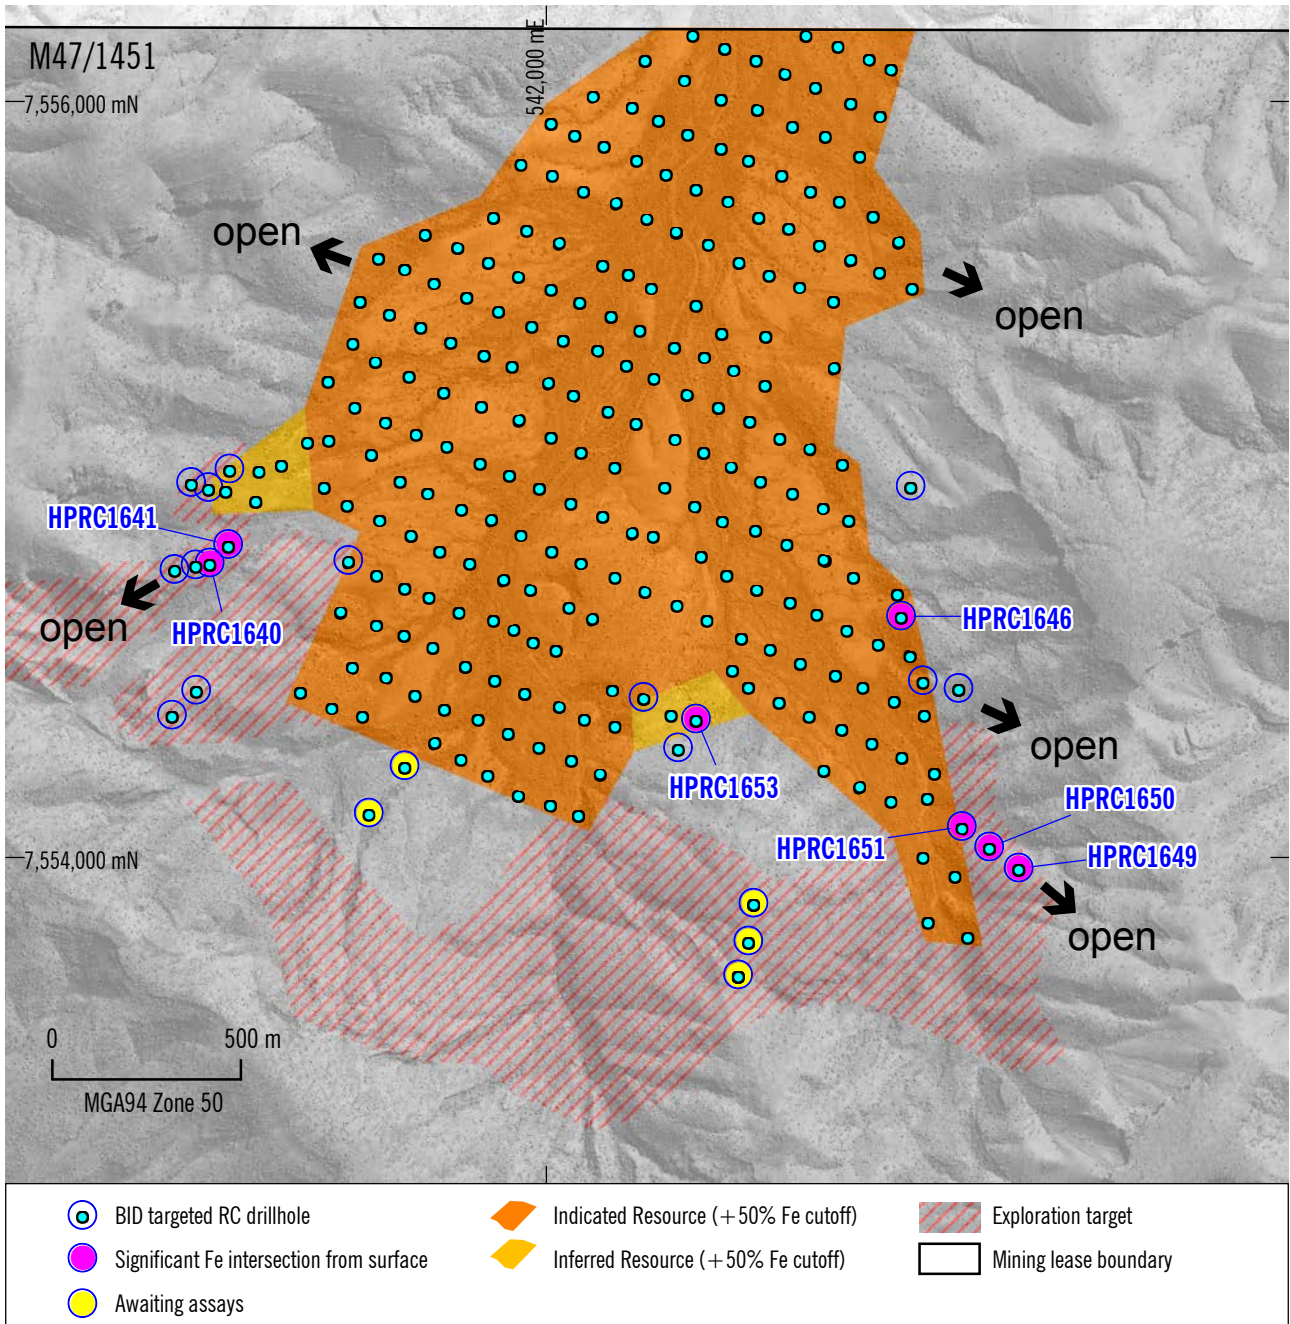 M47/1451
542,000 mE
7,556,000 mN
open
open
HPRC1641
open
HPRC1640
HPRC1646
open
HPRC1653
HPRC1650
HPRC1651
HPRC1649
7,554,000 mN
open
0 500 m
MGA94 Zone 50
BID targeted RC drillhole
Significant Fe intersection from surface
Awaiting assays
Indicated Resource (+50% Fe cutoff)
Inferred Resource (+50% Fe cutoff)
Exploration target
Mining lease boundary